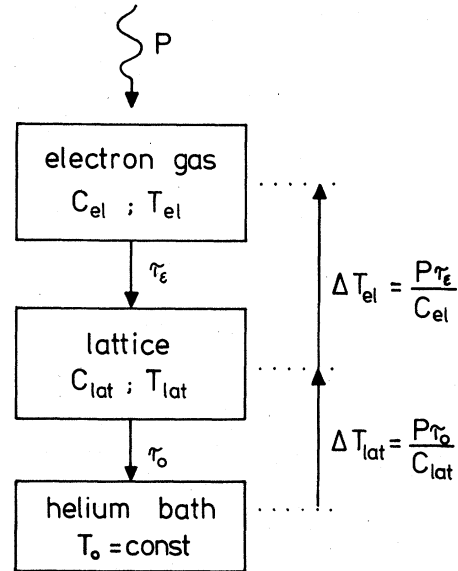 P
electron gas
C_el ; T_el
τ_ε
ΔT_el = Pτ_ε / C_el
lattice
C_lat ; T_lat
τ_o
ΔT_lat = Pτ_o / C_lat
helium bath
T_o = const